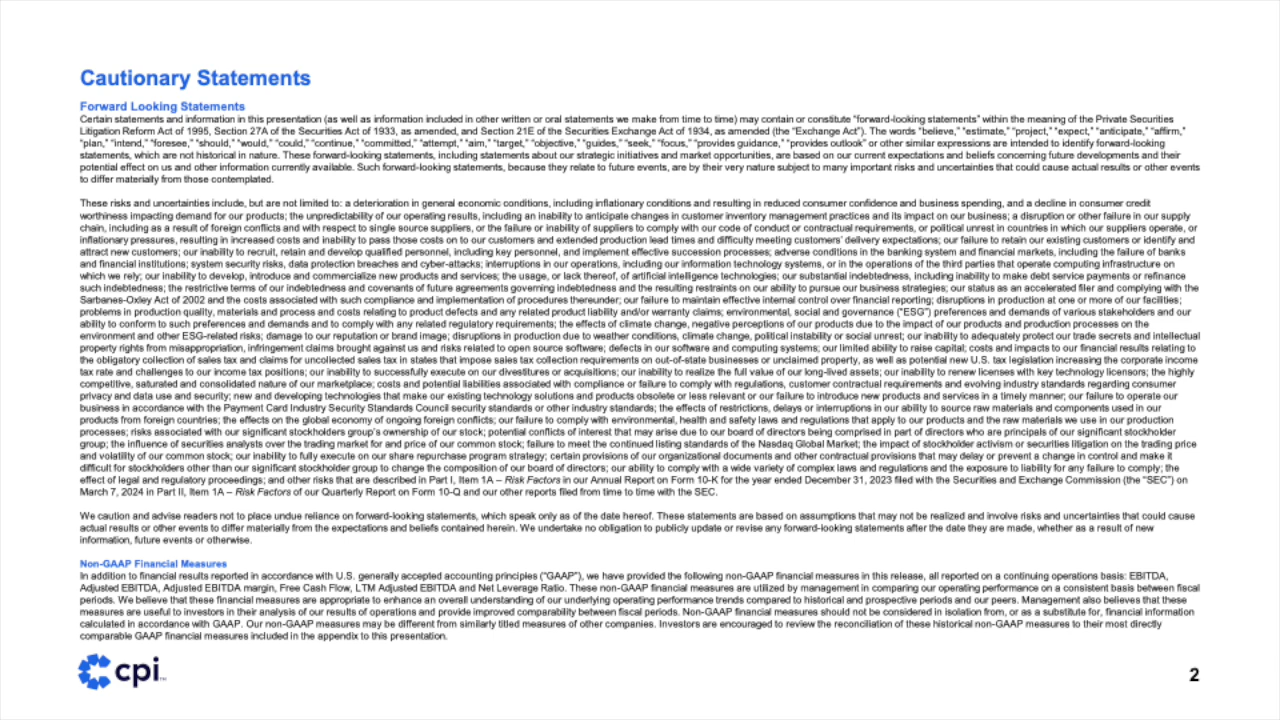 Cautionary Statements
Forward Looking Statements
Certain statements and information in this presentation (as well as information included in other written or oral statements we make from time to time) may contain or constitute “forward-looking statements” within the meaning of the Private Securities
Litigation Reform Act of 1995, Section 27A of the Securities Act of 1933, as amended, and Section 21E of the Securities Exchange Act of 1934, as amended (the “Exchange Act”). The words “believe,” “estimate,” “project,” “expect,” “anticipate,” “affirm,”
“plan,” “intend,” “foresee,” “should,” “would,” “could,” “continue,” “committed,” “attempt,” “aim,” “target,” “objective,” “guides,” “seek,” “focus,” “provides guidance,” “provides outlook” or other similar expressions are intended to identify forward-looking
statements, which are not historical in nature. These forward-looking statements, including statements about our strategic initiatives and market opportunities, are based on our current expectations and beliefs concerning future developments and their
potential effect on us and other information currently available. Such forward-looking statements, because they relate to future events, are by their very nature subject to many important risks and uncertainties that could cause actual results or other events
to differ materially from those contemplated.
These risks and uncertainties include, but are not limited to: a deterioration in general economic conditions, including inflationary conditions and resulting in reduced consumer confidence and business spending, and a decline in consumer credit
worthiness impacting demand for our products; the unpredictability of our operating results, including an inability to anticipate changes in customer inventory management practices and its impact on our business; a disruption or other failure in our supply
chain, including as a result of foreign conflicts and with respect to single source suppliers, or the failure or inability of suppliers to comply with our code of conduct or contractual requirements, or political unrest in countries in which our suppliers operate, or
inflationary pressures, resulting in increased costs and inability to pass those costs on to our customers and extended production lead times and difficulty meeting customers’ delivery expectations; our failure to retain our existing customers or identify and
attract new customers; our inability to recruit, retain and develop qualified personnel, including key personnel, and implement effective succession processes; adverse conditions in the banking system and financial markets, including the failure of banks
and financial institutions; system security risks, data protection breaches and cyber-attacks; interruptions in our operations, including our information technology systems, or in the operations of the third parties that operate computing infrastructure on
which we rely; our inability to develop, introduce and commercialize new products and services; the usage, or lack thereof, of artificial intelligence technologies; our substantial indebtedness, including inability to make debt service payments or refinance
such indebtedness; the restrictive terms of our indebtedness and covenants of future agreements governing indebtedness and the resulting restraints on our ability to pursue our business strategies; our status as an accelerated filer and complying with the
Sarbanes-Oxley Act of 2002 and the costs associated with such compliance and implementation of procedures thereunder; our failure to maintain effective internal control over financial reporting; disruptions in production at one or more of our facilities;
problems in production quality, materials and process and costs relating to product defects and any related product liability and/or warranty claims; environmental, social and governance (“ESG”) preferences and demands of various stakeholders and our
ability to conform to such preferences and demands and to comply with any related regulatory requirements; the effects of climate change, negative perceptions of our products due to the impact of our products and production processes on the
environment and other ESG-related risks; damage to our reputation or brand image; disruptions in production due to weather conditions, climate change, political instability or social unrest; our inability to adequately protect our trade secrets and intellectual
property rights from misappropriation, infringement claims brought against us and risks related to open source software; defects in our software and computing systems; our limited ability to raise capital; costs and impacts to our financial results relating to
the obligatory collection of sales tax and claims for uncollected sales tax in states that impose sales tax collection requirements on out-of-state businesses or unclaimed property, as well as potential new U.S. tax legislation increasing the corporate income
tax rate and challenges to our income tax positions; our inability to successfully execute on our divestitures or acquisitions; our inability to realize the full value of our long-lived assets; our inability to renew licenses with key technology licensors; the highly
competitive, saturated and consolidated nature of our marketplace; costs and potential liabilities associated with compliance or failure to comply with regulations, customer contractual requirements and evolving industry standards regarding consumer
privacy and data use and security; new and developing technologies that make our existing technology solutions and products obsolete or less relevant or our failure to introduce new products and services in a timely manner; our failure to operate our
business in accordance with the Payment Card Industry Security Standards Council security standards or other industry standards; the effects of restrictions, delays or interruptions in our ability to source raw materials and components used in our
products from foreign countries; the effects on the global economy of ongoing foreign conflicts; our failure to comply with environmental, health and safety laws and regulations that apply to our products and the raw materials we use in our production
processes; risks associated with our significant stockholders group’s ownership of our stock; potential conflicts of interest that may arise due to our board of directors being comprised in part of directors who are principals of our significant stockholder
group; the influence of securities analysts over the trading market for and price of our common stock; failure to meet the continued listing standards of the Nasdaq Global Market; the impact of stockholder activism or securities litigation on the trading price
and volatility of our common stock; our inability to fully execute on our share repurchase program strategy; certain provisions of our organizational documents and other contractual provisions that may delay or prevent a change in control and make it
difficult for stockholders other than our significant stockholder group to change the composition of our board of directors; our ability to comply with a wide variety of complex laws and regulations and the exposure to liability for any failure to comply; the
effect of legal and regulatory proceedings; and other risks that are described in Part I, Item 1A – Risk Factors in our Annual Report on Form 10-K for the year ended December 31, 2023 filed with the Securities and Exchange Commission (the “SEC”) on
March 7, 2024 in Part II, Item 1A – Risk Factors of our Quarterly Report on Form 10-Q and our other reports filed from time to time with the SEC.
We caution and advise readers not to place undue reliance on forward-looking statements, which speak only as of the date hereof. These statements are based on assumptions that may not be realized and involve risks and uncertainties that could cause
actual results or other events to differ materially from the expectations and beliefs contained herein. We undertake no obligation to publicly update or revise any forward-looking statements after the date they are made, whether as a result of new
information, future events or otherwise.
Non-GAAP Financial Measures
In addition to financial results reported in accordance with U.S. generally accepted accounting principles (“GAAP”), we have provided the following non-GAAP financial measures in this release, all reported on a continuing operations basis: EBITDA,
Adjusted EBITDA, Adjusted EBITDA margin, Free Cash Flow, LTM Adjusted EBITDA and Net Leverage Ratio. These non-GAAP financial measures are utilized by management in comparing our operating performance on a consistent basis between fiscal
periods. We believe that these financial measures are appropriate to enhance an overall understanding of our underlying operating performance trends compared to historical and prospective periods and our peers. Management also believes that these
measures are useful to investors in their analysis of our results of operations and provide improved comparability between fiscal periods. Non-GAAP financial measures should not be considered in isolation from, or as a substitute for, financial information
calculated in accordance with GAAP. Our non-GAAP measures may be different from similarly titled measures of other companies. Investors are encouraged to review the reconciliation of these historical non-GAAP measures to their most directly
comparable GAAP financial measures included in the appendix to this presentation.
cpi
2